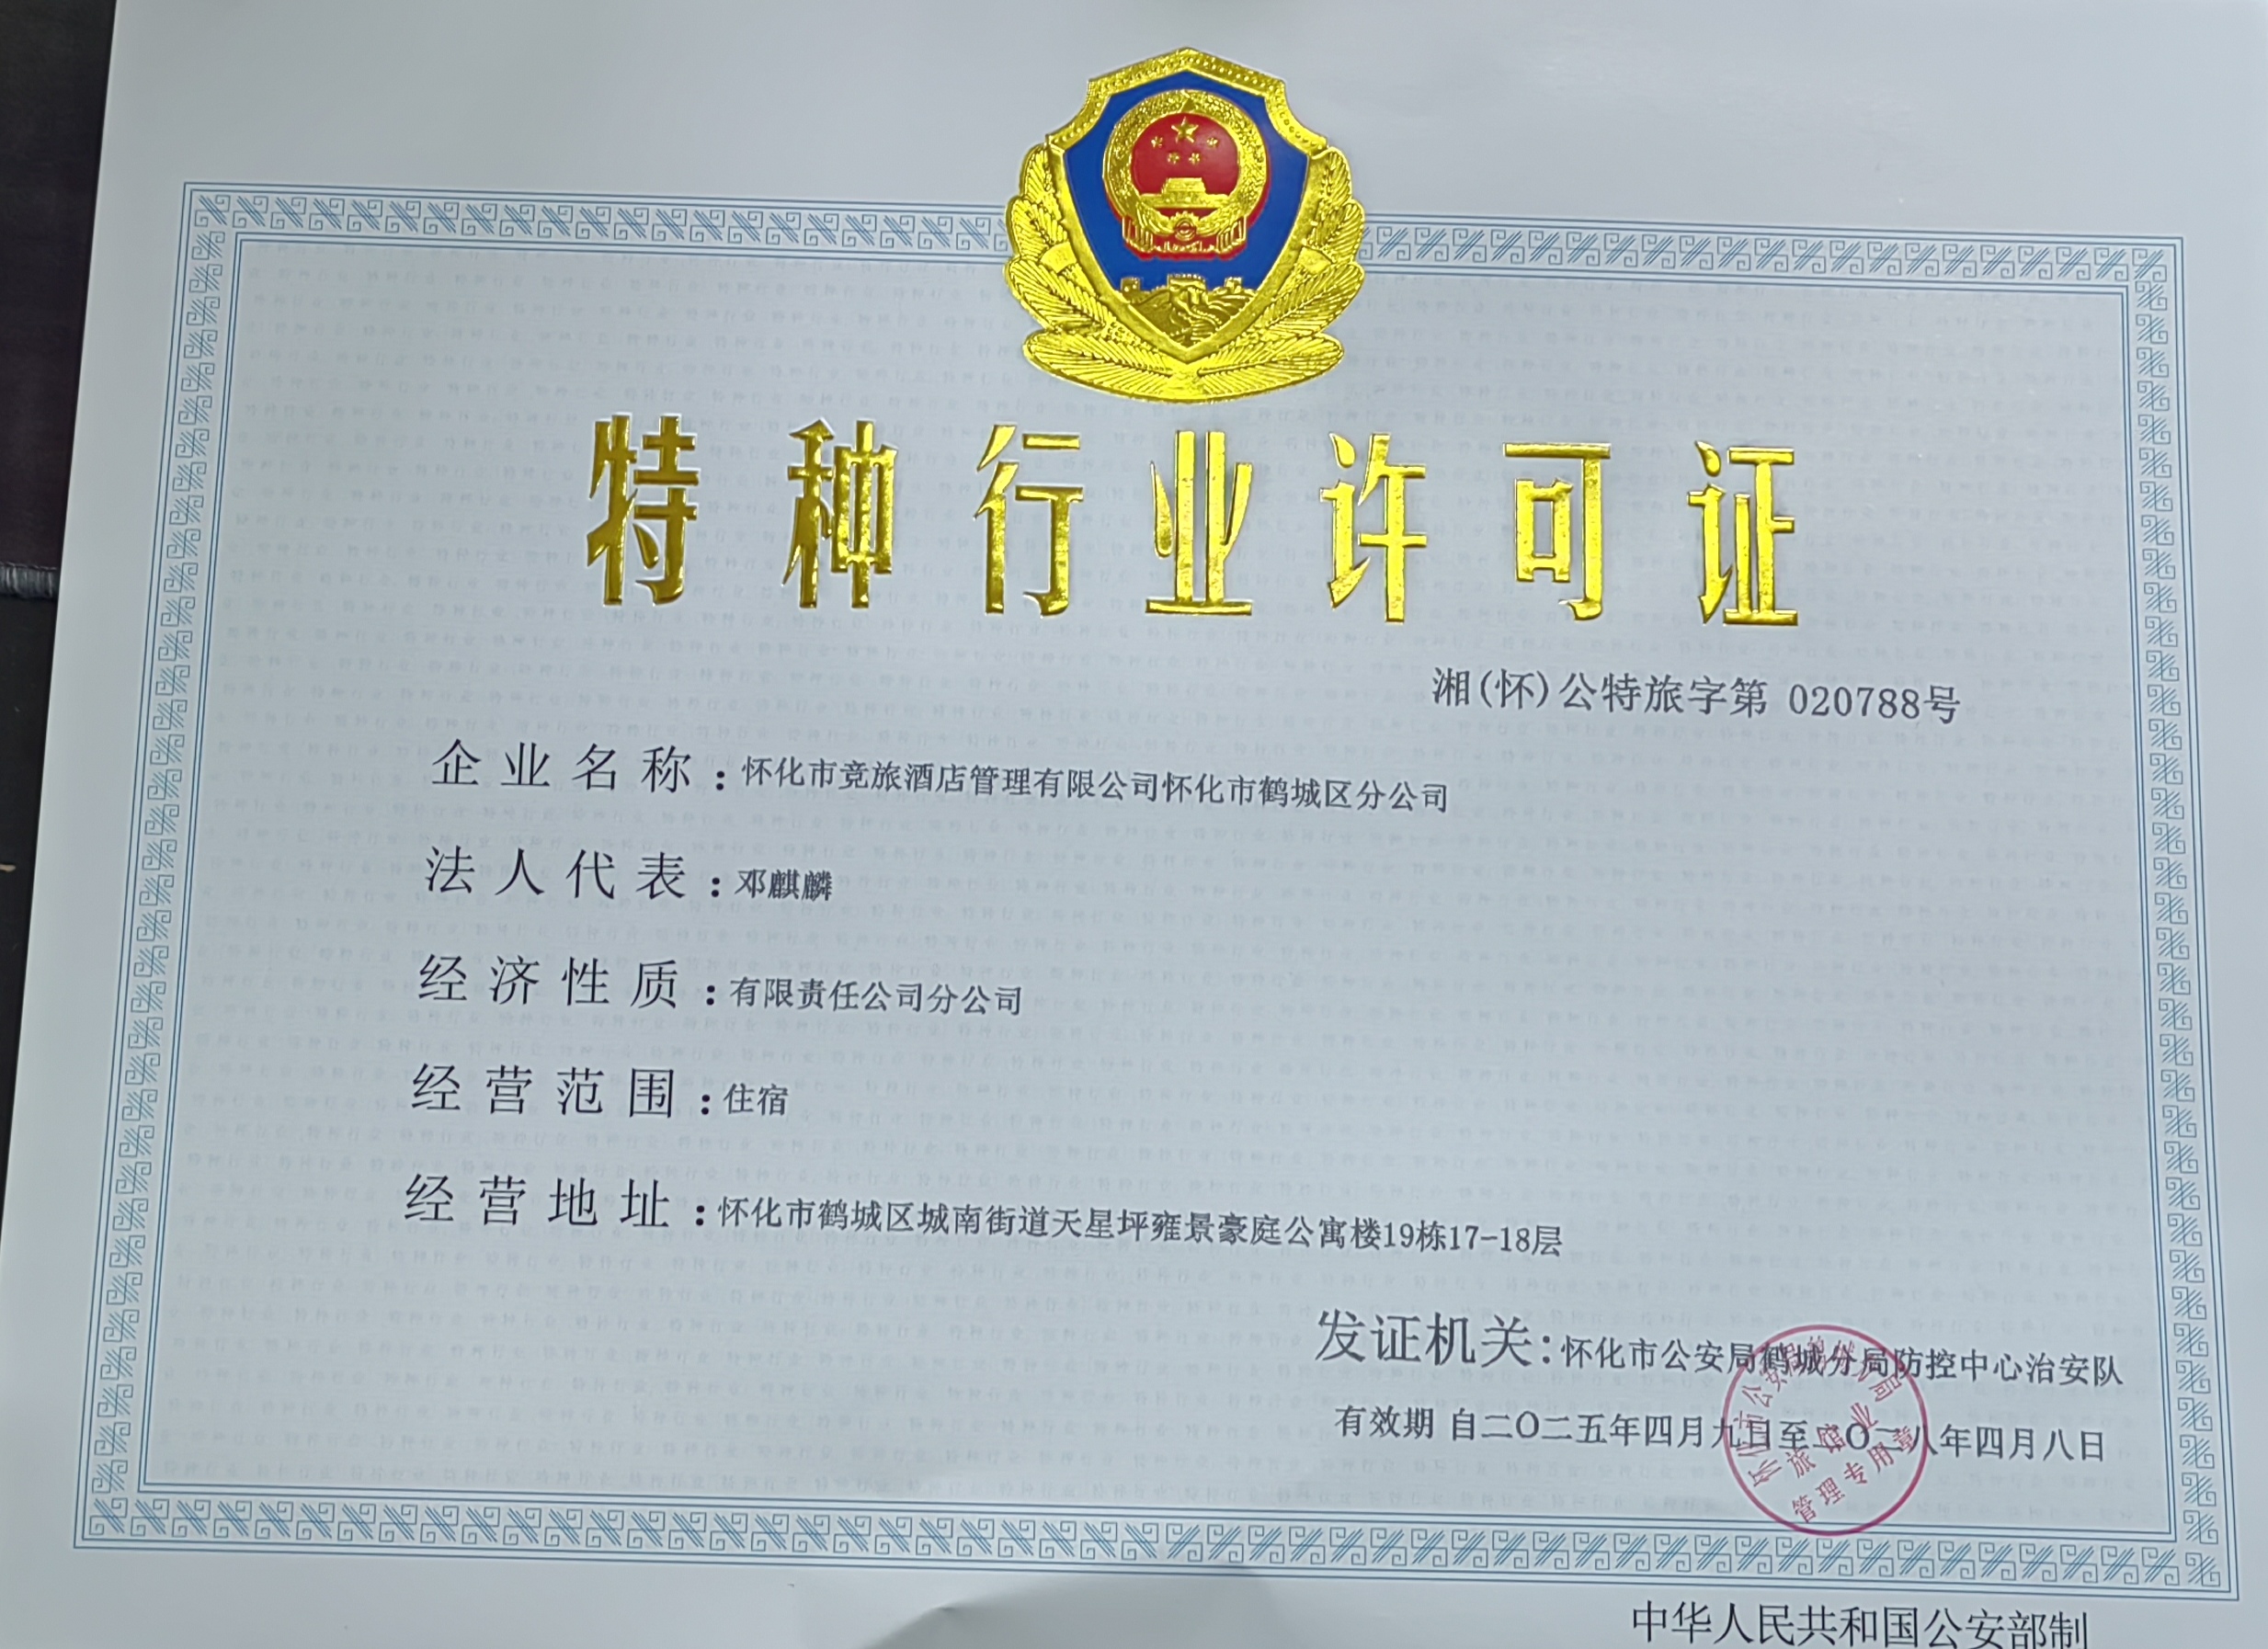 特种行业许可证
湘(怀)公特旅字第 020788号
企业名称:怀化市竞旅酒店管理有限公司怀化市鹤城区分公司
法人代表:邓麒麟
经济性质:有限责任公司分公司
经营范围:住宿
经营地址:怀化市鹤城区城南街道天星坪雍景豪庭公寓楼19栋17-18层
发证机关:怀化市公安局鹤城分局防控中心治安队
有效期 自二〇二五年四月九日至二〇二八年四月八日
旅馆业
管理专用章
中华人民共和国公安部制